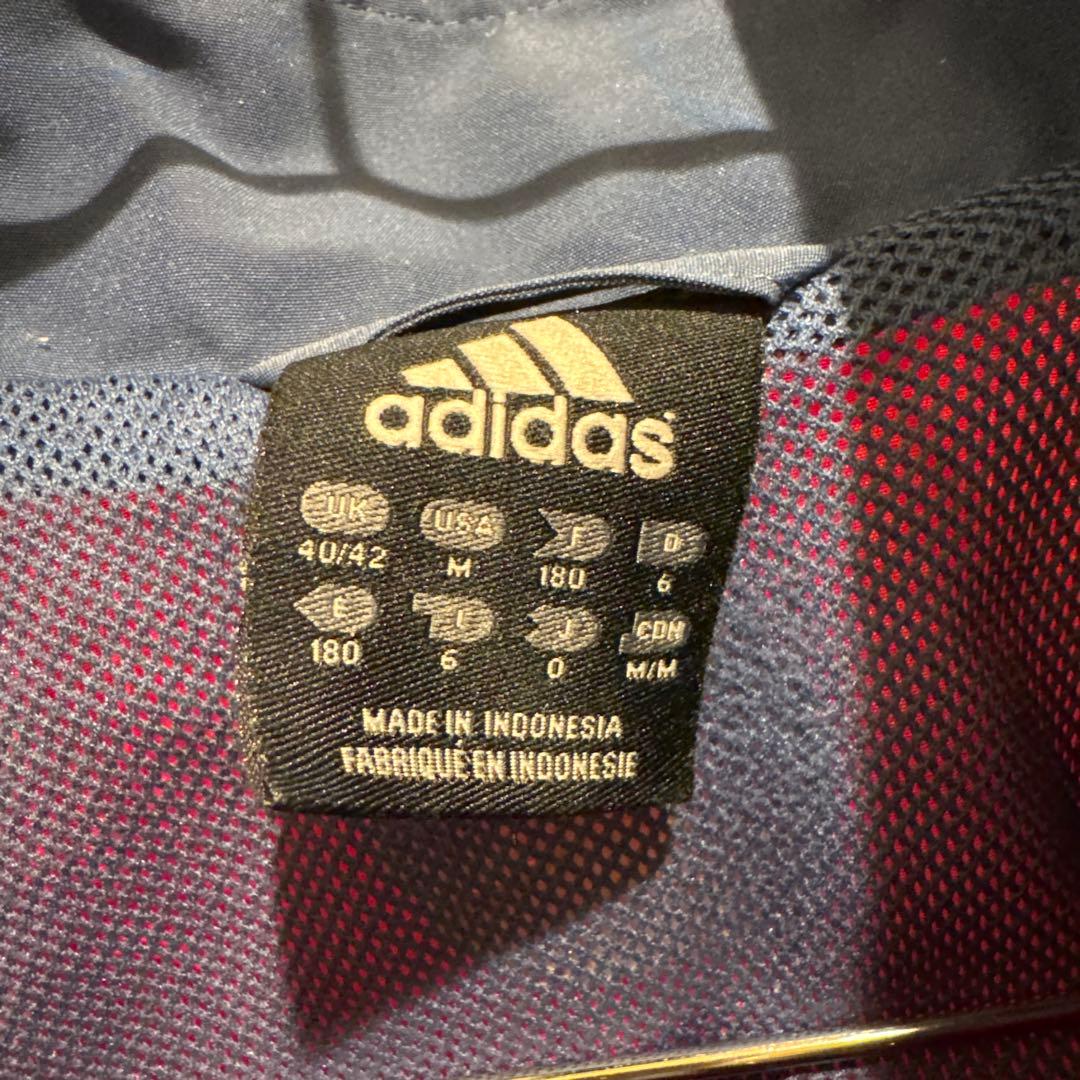 adidas
UK USA F D
40/42 M 180 6
E I J CDN
180 6 0 M/M
MADE IN INDONESIA
FABRIQUÉ EN INDONESIE